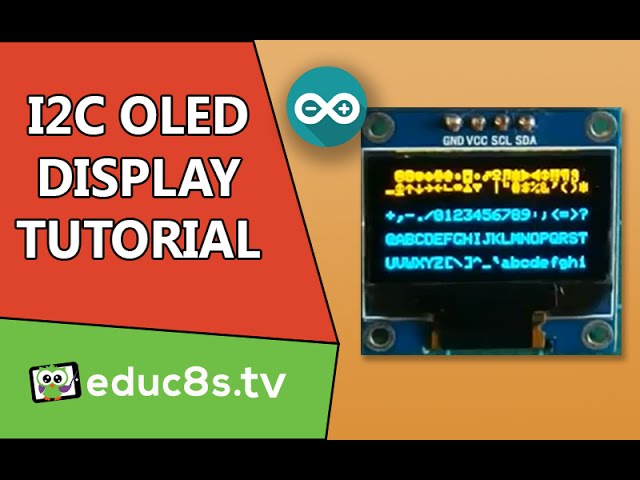 I2C OLED
DISPLAY
TUTORIAL
educ8s.tv
GND VCC SCL SDA
+,-./0123456789:;<=>?
@ABCDEFGHIJKLMNOPQRST
UVWXYZ[\]^_`abcdefghi